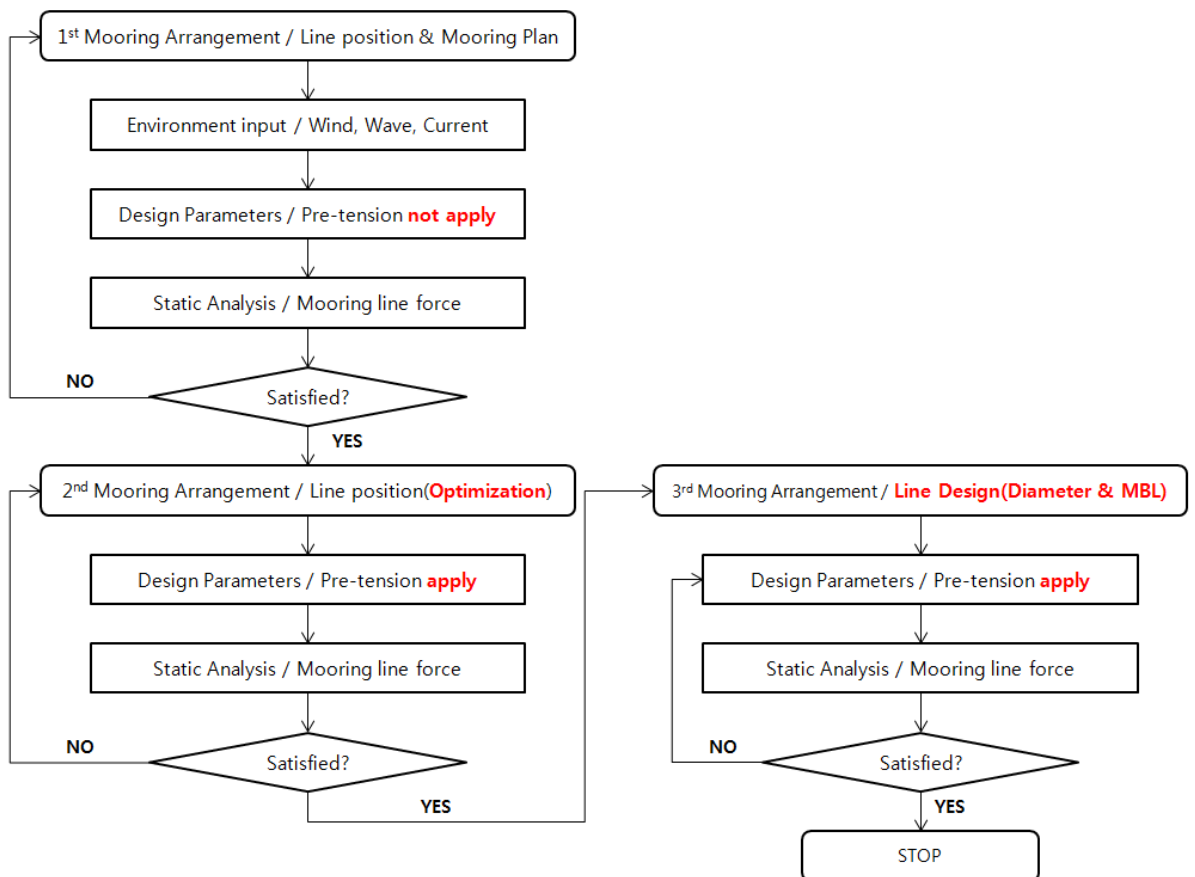 1st Mooring Arrangement / Line position & Mooring Plan
Environment input / Wind, Wave, Current
Design Parameters / Pre-tension not apply
Static Analysis / Mooring line force
NO
Satisfied?
YES
2nd Mooring Arrangement / Line position(Optimization)
Design Parameters / Pre-tension apply
Static Analysis / Mooring line force
NO
Satisfied?
YES
3rd Mooring Arrangement / Line Design(Diameter & MBL)
Design Parameters / Pre-tension apply
Static Analysis / Mooring line force
NO
Satisfied?
YES
STOP